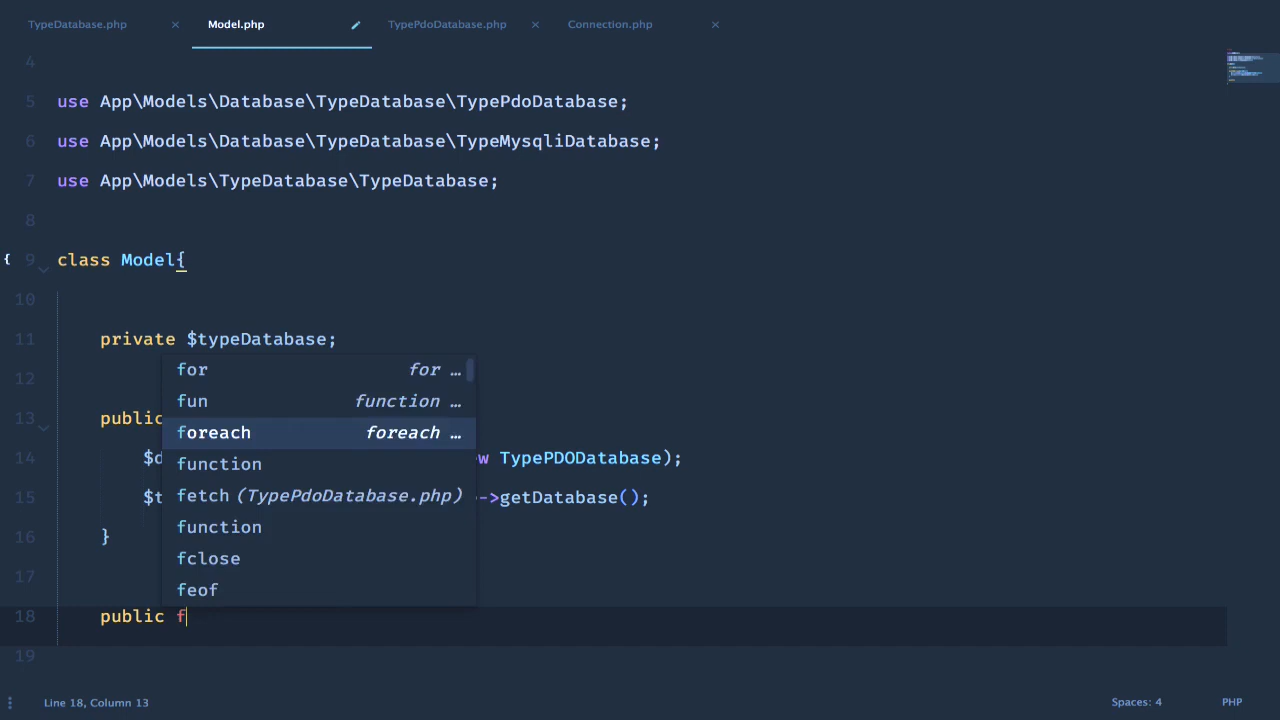 TypeDatabase.php × Model.php TypePdoDatabase.php × Connection.php ×
4
5 use App\Models\Database\TypeDatabase\TypePdoDatabase;
6 use App\Models\Database\TypeDatabase\TypeMysqliDatabase;
7 use App\Models\TypeDatabase\TypeDatabase;
8
{ 9 class Model{
10
11 private $typeDatabase;
for for …
12
fun function …
13 public
foreach foreach …
14 $d w TypePDODatabase);
function
15 $t ->getDatabase();
fetch (TypePdoDatabase.php)
function
16 }
fclose
17
feof
18 public f
19
Line 18, Column 13 Spaces: 4 PHP